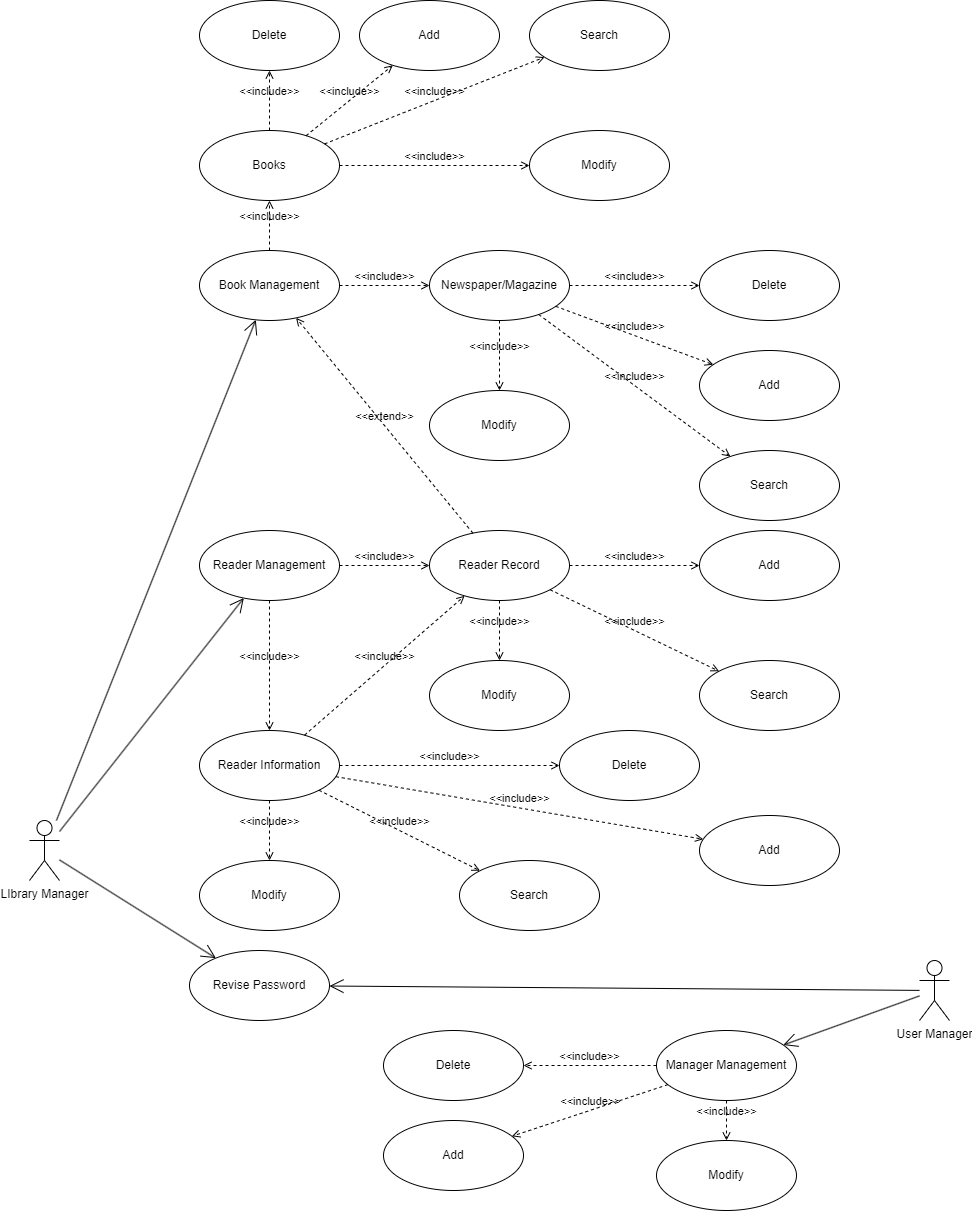 Delete
Add
Search
<<include>>
<<include>>
<<include>>
Books
<<include>>
Modify
<<include>>
Book Management
<<include>>
Newspaper/Magazine
<<include>>
Delete
<<include>>
<<include>>
<<include>>
Add
<<extend>>
Modify
Search
Reader Management
<<include>>
Reader Record
<<include>>
Add
<<include>>
<<include>>
<<include>>
<<include>>
Modify
Search
Reader Information
<<include>>
Delete
<<include>>
<<include>>
<<include>>
Add
LIbrary Manager
Modify
Search
Revise Password
User Manager
Delete
<<include>>
Manager Management
<<include>>
<<include>>
Add
Modify